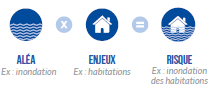 x =
ALÉA ENJEUX RISQUE
Ex : inondation Ex : habitations Ex : inondation
des habitations